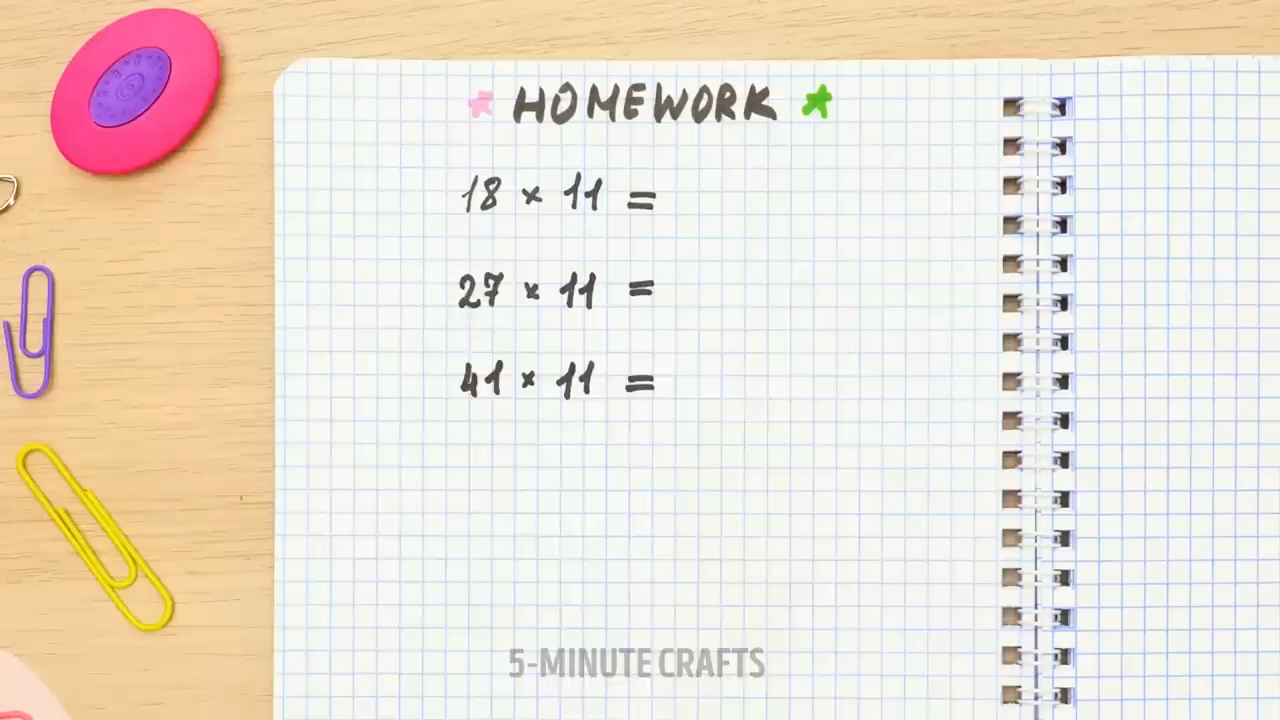 HOMEWORK
18 × 11 =
27 × 11 =
41 × 11 =
5-MINUTE CRAFTS